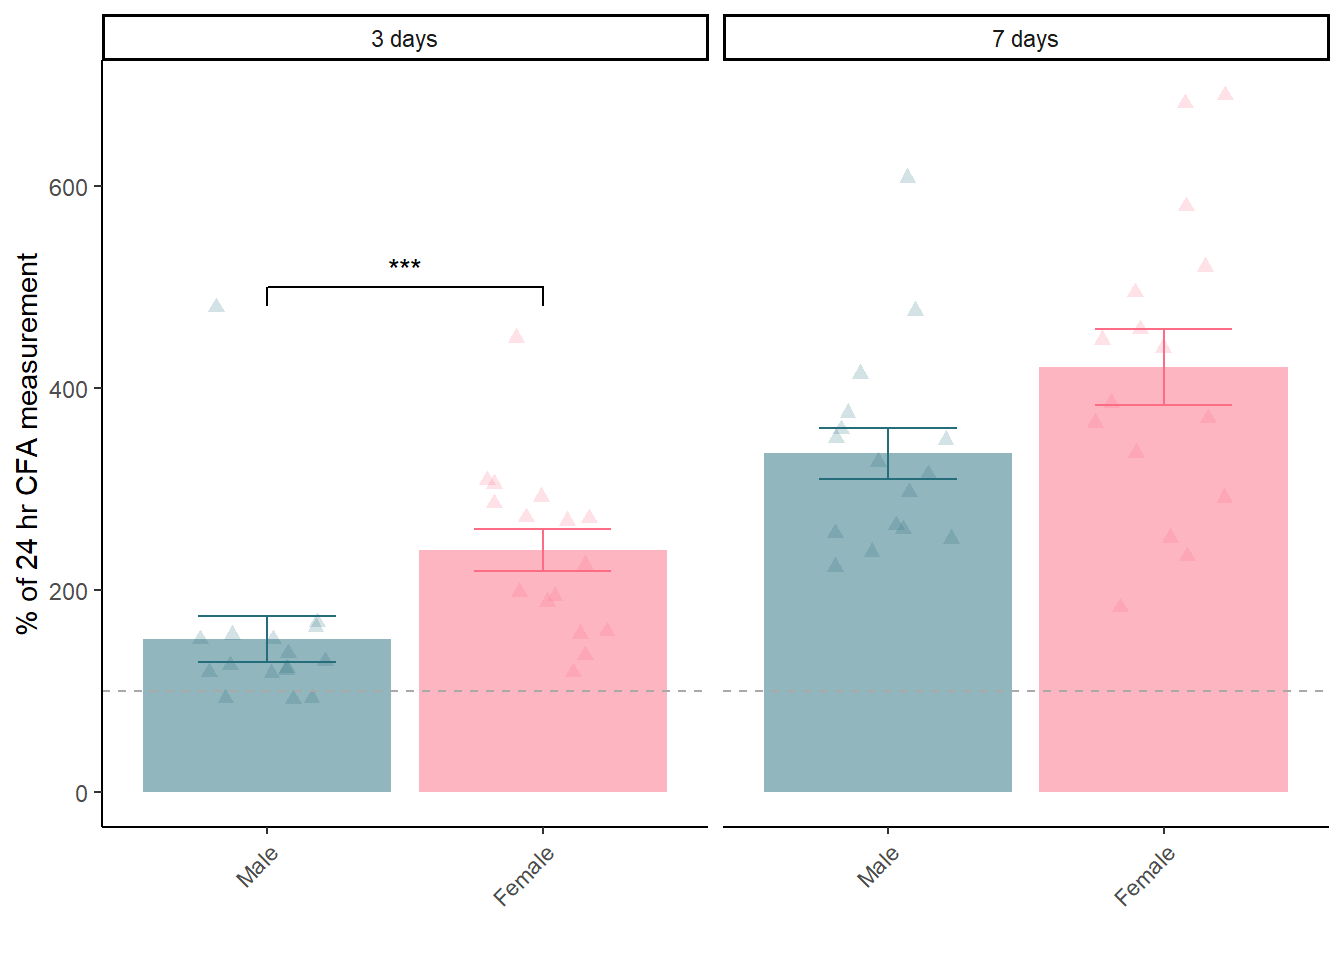 3 days
7 days
% of 24 hr CFA measurement
600
400
200
0
***
Male
Female
Male
Female